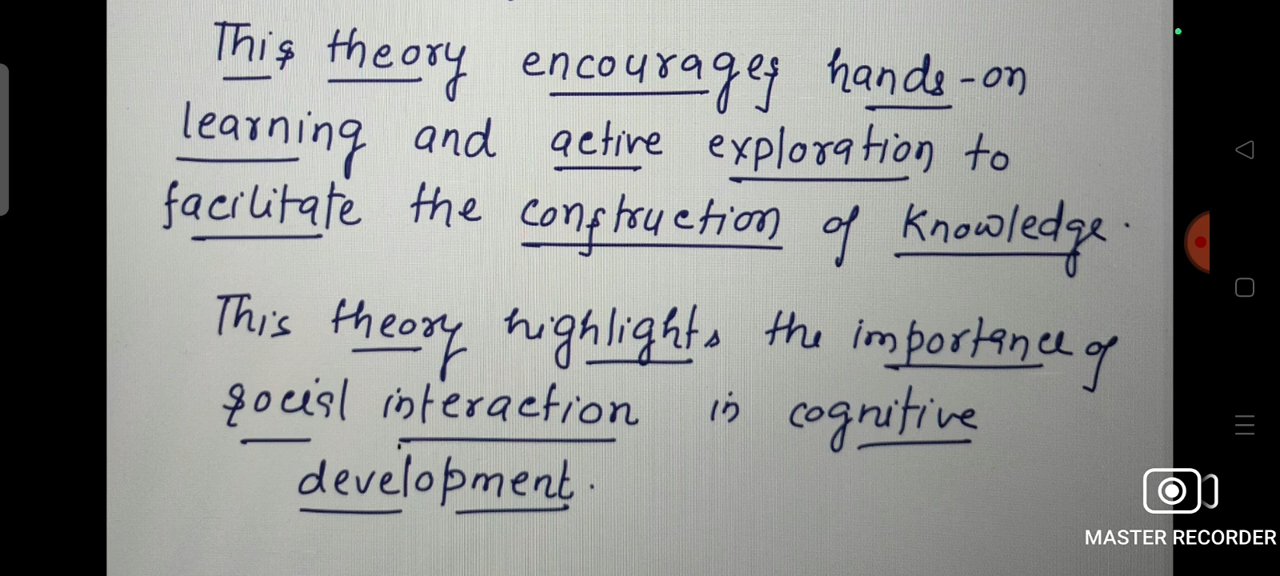 This theory encourages hands-on
learning and active exploration to
facilitate the construction of Knowledge.
This theory highlights the importance of
social interaction in cognitive
development.
MASTER RECORDER